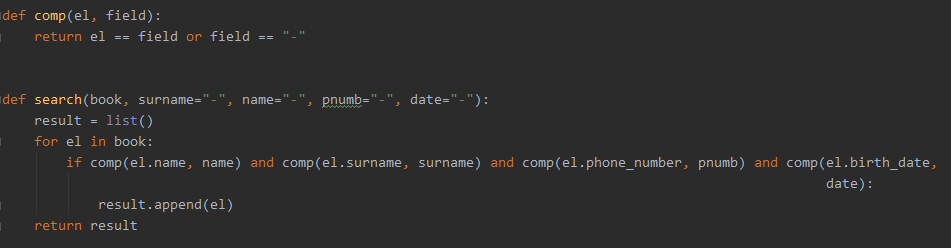 def comp(el, field):
    return el == field or field == "-"
def search(book, surname="-", name="-", pnumb="-", date="-"):
    result = list()
    for el in book:
        if comp(el.name, name) and comp(el.surname, surname) and comp(el.phone_number, pnumb) and comp(el.birth_date,
                                                                                                       date):
            result.append(el)
    return result